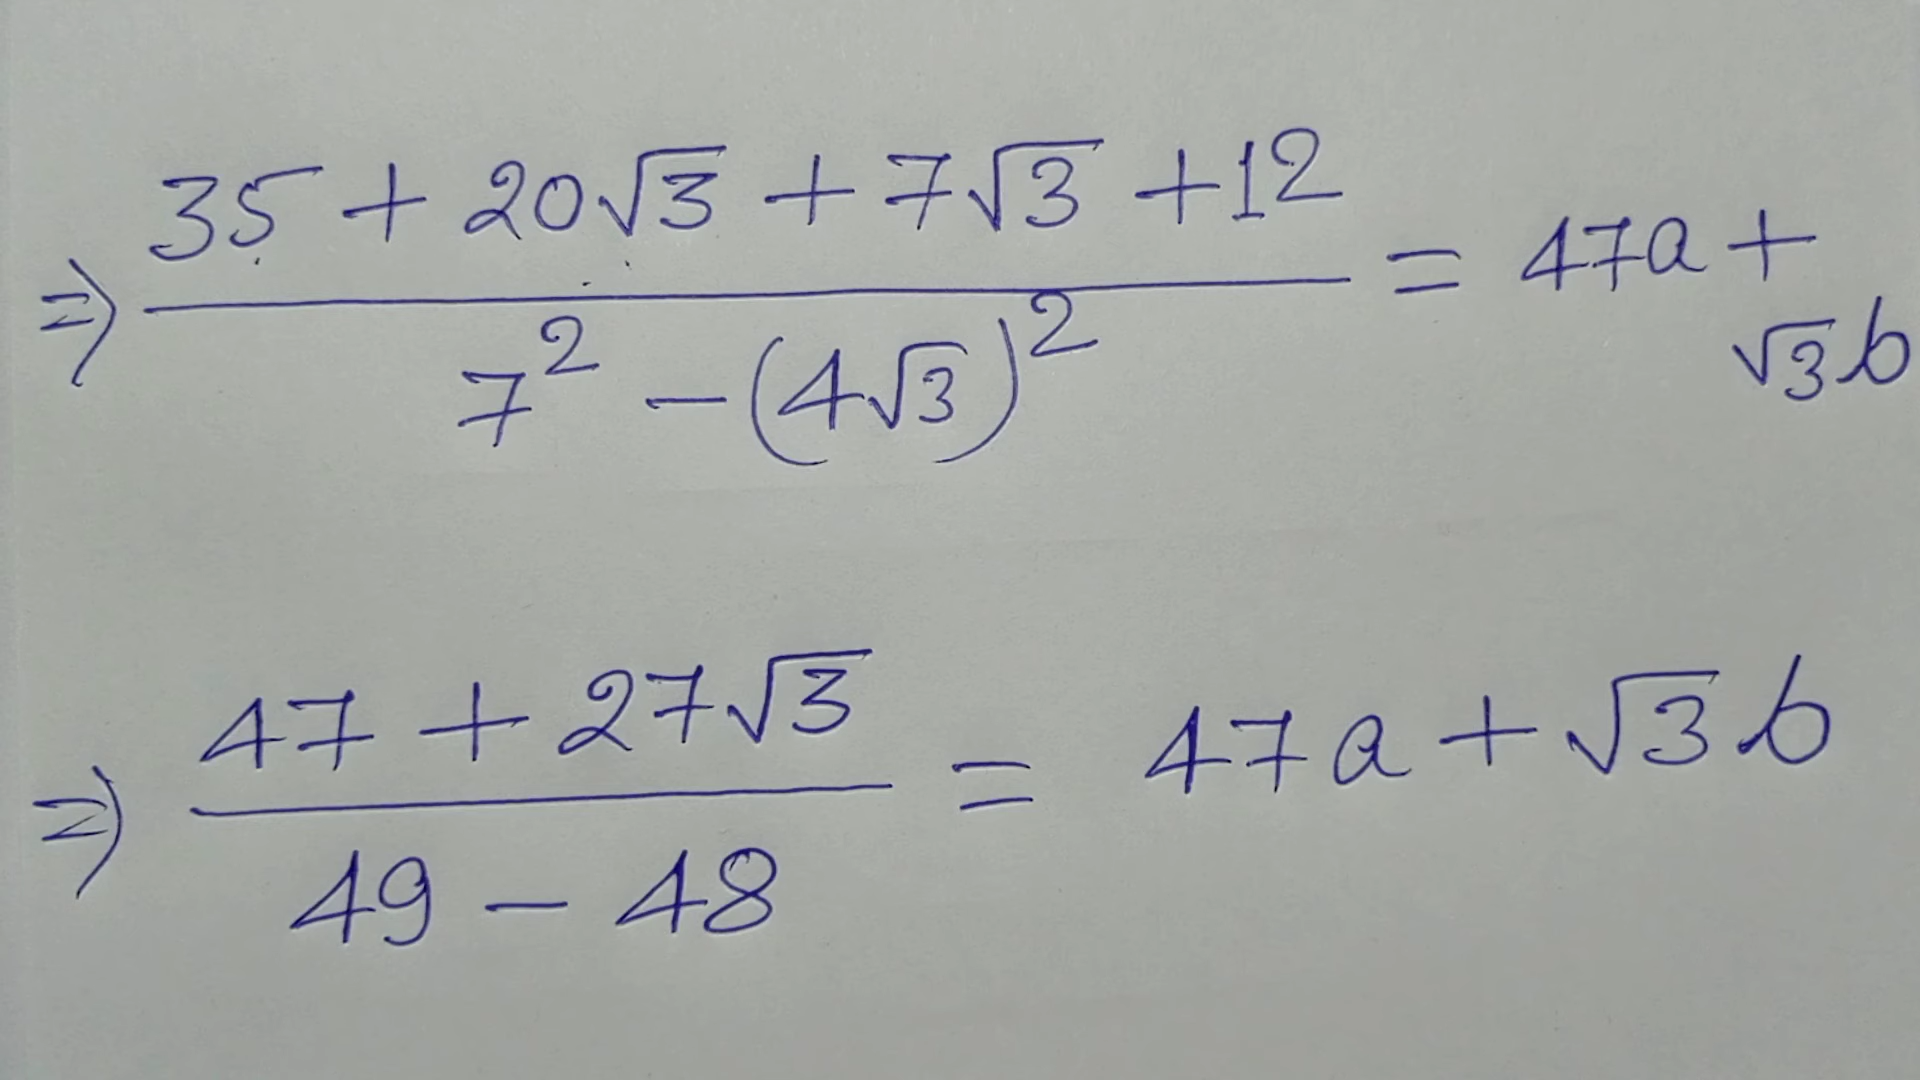 ⇒ 35 + 20√3 + 7√3 + 12 / 7² - (4√3)² = 47a +
√3b
⇒ 47 + 27√3 / 49 - 48 = 47a + √3b